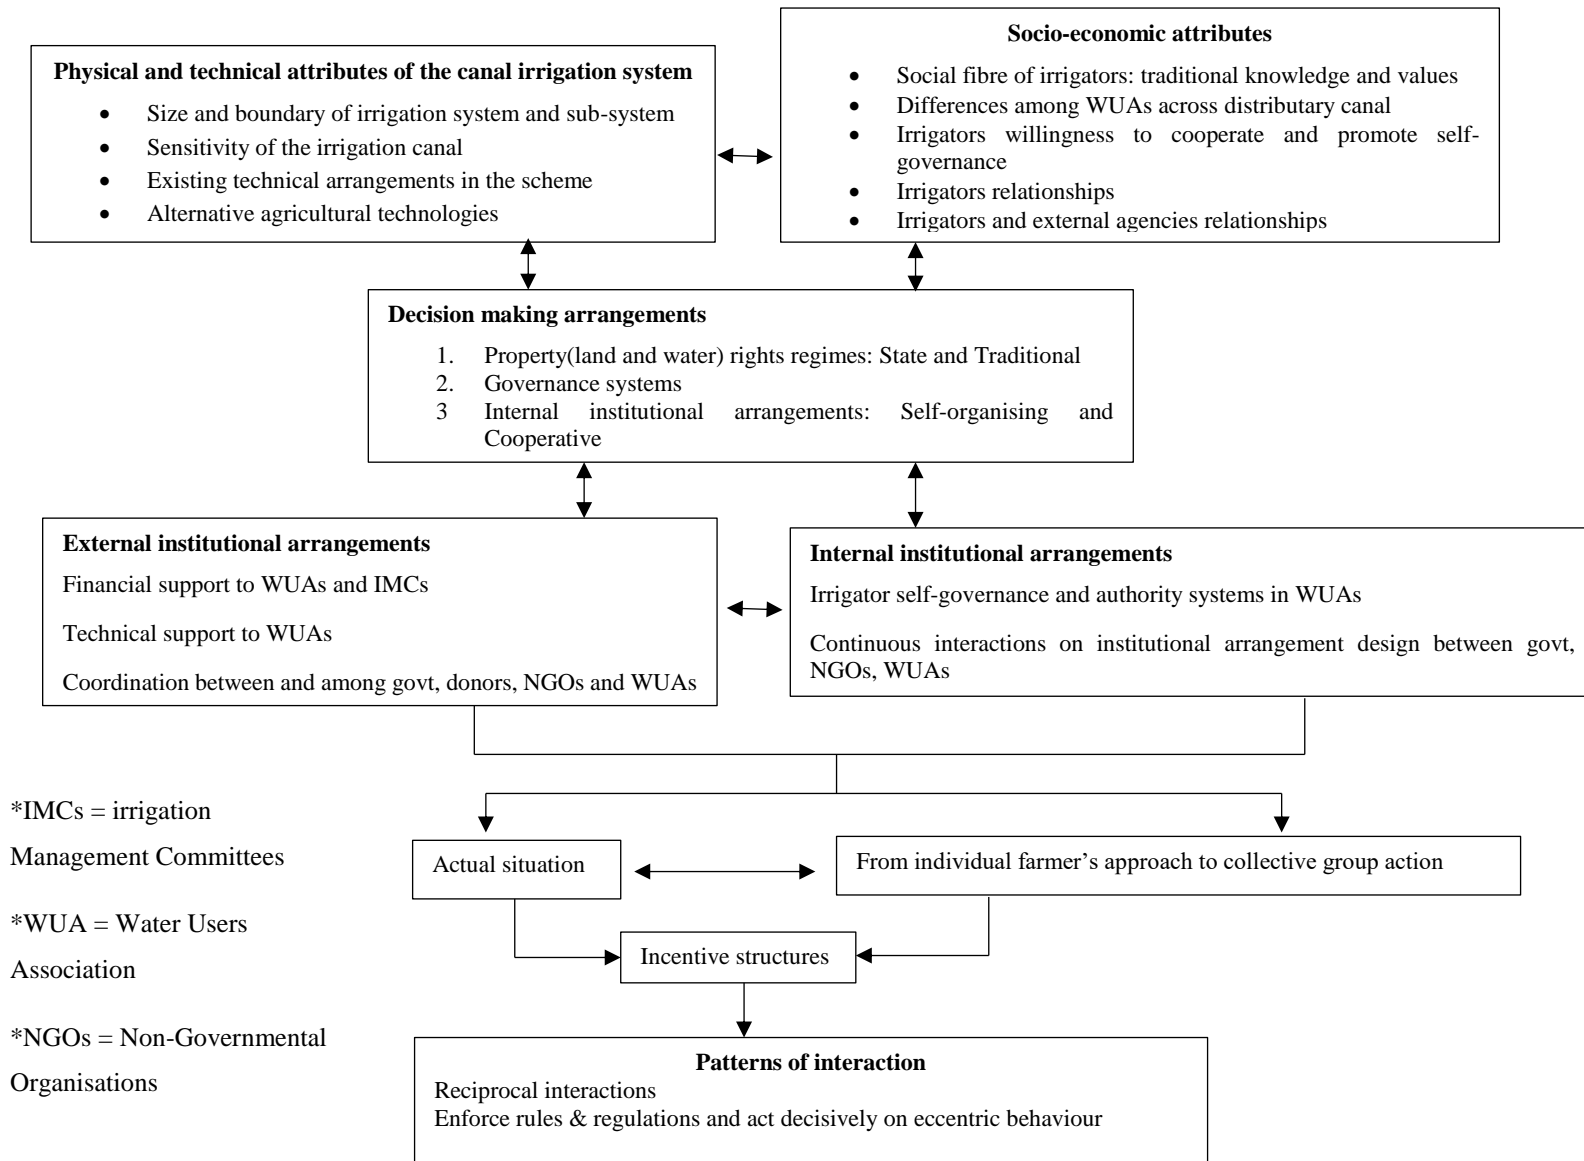 Physical and technical attributes of the canal irrigation system
• Size and boundary of irrigation system and sub-system
• Sensitivity of the irrigation canal
• Existing technical arrangements in the scheme
• Alternative agricultural technologies
Socio-economic attributes
• Social fibre of irrigators: traditional knowledge and values
• Differences among WUAs across distributary canal
• Irrigators willingness to cooperate and promote self-
governance
• Irrigators relationships
• Irrigators and external agencies relationships
Decision making arrangements
1. Property(land and water) rights regimes: State and Traditional
2. Governance systems
3 Internal institutional arrangements: Self-organising and
Cooperative
External institutional arrangements
Financial support to WUAs and IMCs
Technical support to WUAs
Coordination between and among govt, donors, NGOs and WUAs
Internal institutional arrangements
Irrigator self-governance and authority systems in WUAs
Continuous interactions on institutional arrangement design between govt,
NGOs, WUAs
*IMCs = irrigation
Management Committees
*WUA = Water Users
Association
*NGOs = Non-Governmental
Organisations
Actual situation
From individual farmer’s approach to collective group action
Incentive structures
Patterns of interaction
Reciprocal interactions
Enforce rules & regulations and act decisively on eccentric behaviour